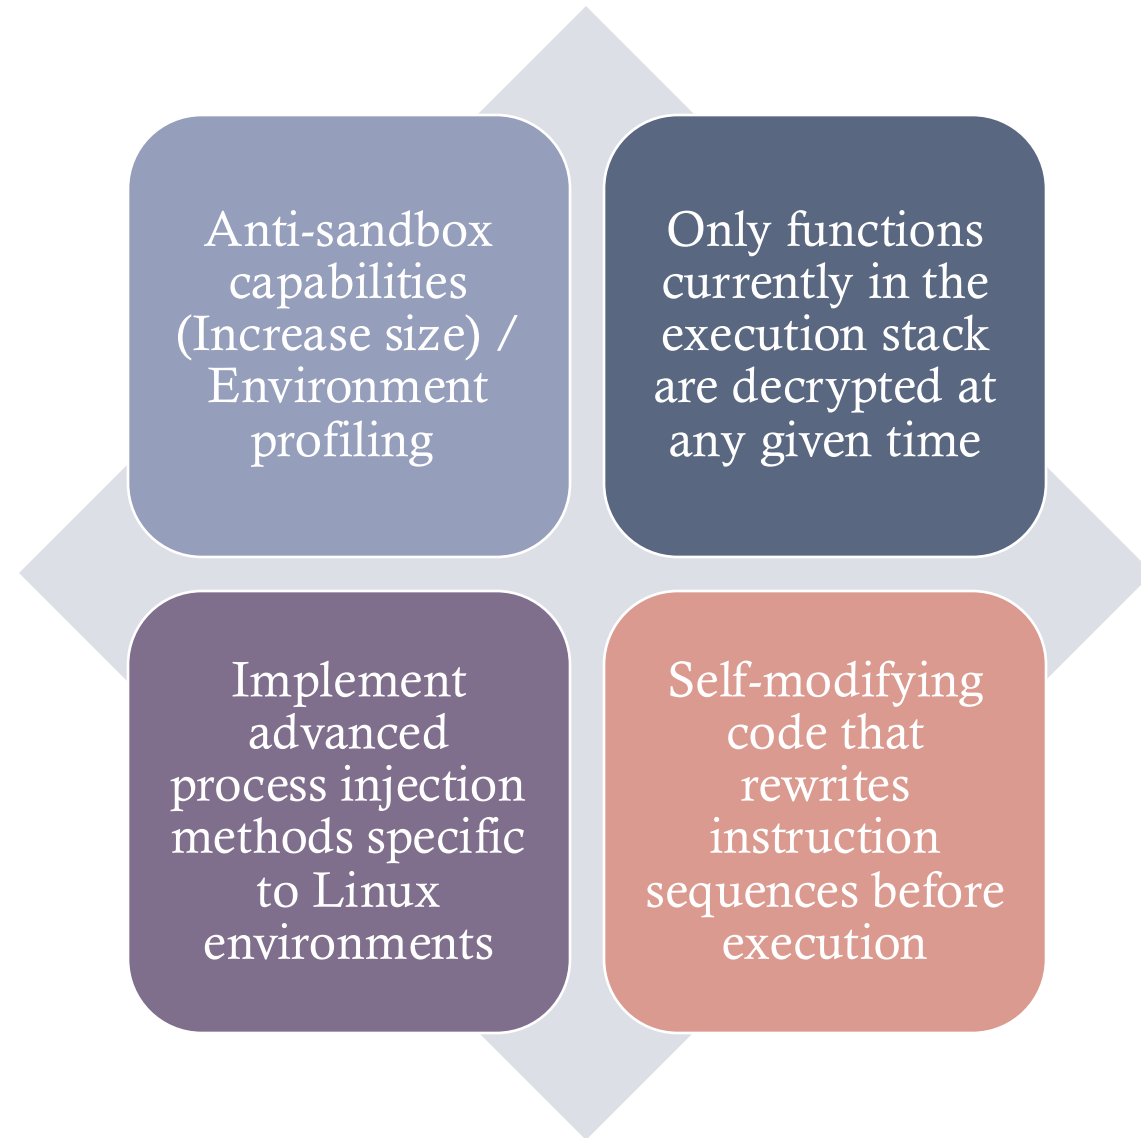 Anti-sandbox
capabilities
(Increase size) /
Environment
profiling
Only functions
currently in the
execution stack
are decrypted at
any given time
Implement
advanced
process injection
methods specific
to Linux
environments
Self-modifying
code that
rewrites
instruction
sequences before
execution